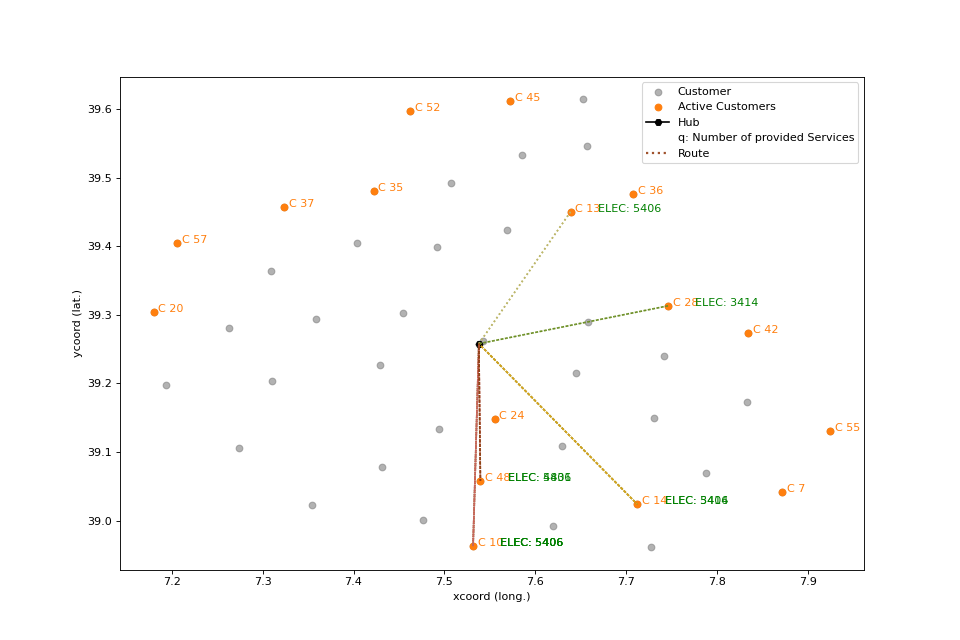 Customer
Active Customers
Hub
q: Number of provided Services
Route
C 45
C 52
C 36
C 35
C 37
C 13 ELEC: 5406
C 57
C 20
C 28 ELEC: 3414
C 42
C 24
C 55
C 48 ELEC:
C 7
C 14 ELEC:
C 10 ELEC: 5406
39.6
39.5
39.4
39.3
39.2
39.1
39.0
7.2 7.3 7.4 7.5 7.6 7.7 7.8 7.9
xcoord (long.)
ycoord (lat.)